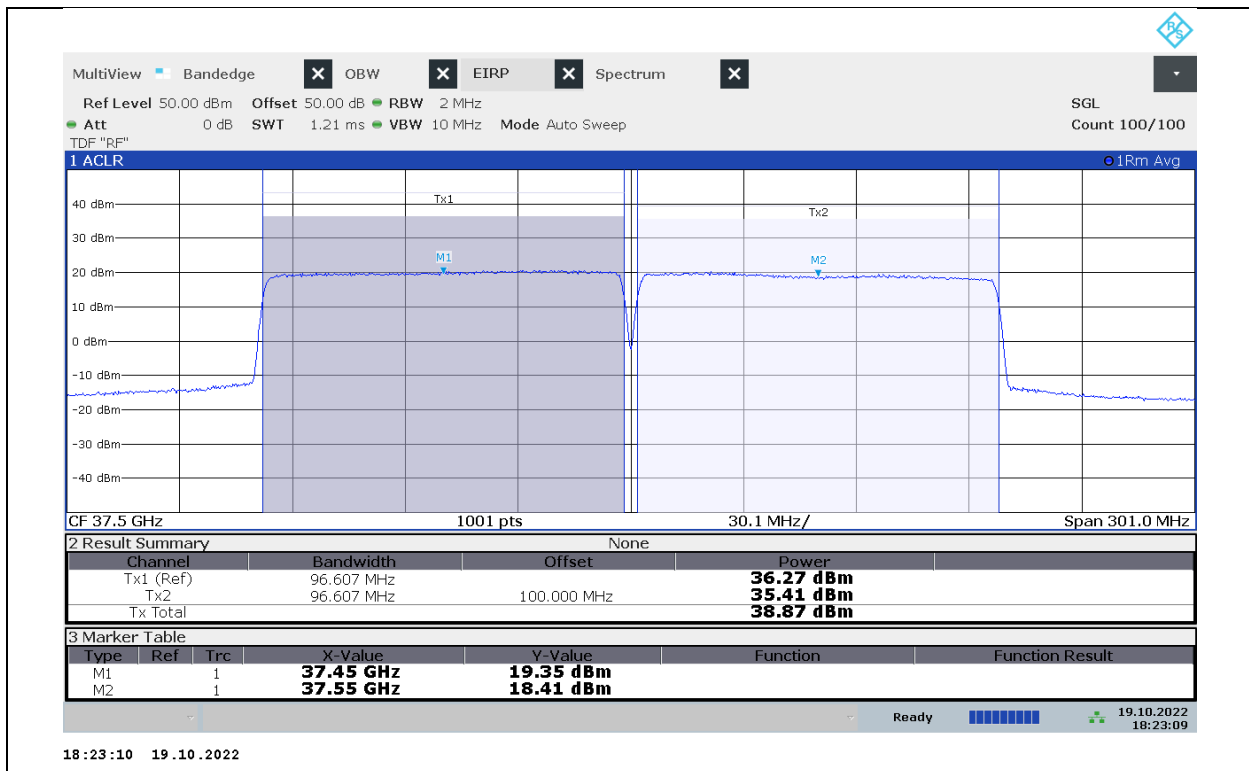 R S
MultiView Bandedge OBW EIRP Spectrum
Ref Level 50.00 dBm Offset 50.00 dB RBW 2 MHz SGL
Att 0 dB SWT 1.21 ms VBW 10 MHz Mode Auto Sweep Count 100/100
TDF "RF"
1 ACLR 1Rm Avg
Tx1
40 dBm
Tx2
30 dBm
M1
M2
20 dBm
10 dBm
0 dBm
-10 dBm
-20 dBm
-30 dBm
-40 dBm
CF 37.5 GHz 1001 pts 30.1 MHz/ Span 301.0 MHz
2 Result Summary None
Channel Bandwidth Offset Power
Tx1 (Ref) 96.607 MHz 36.27 dBm
Tx2 96.607 MHz 100.000 MHz 35.41 dBm
Tx Total 38.87 dBm
3 Marker Table
Type Ref Trc X-Value Y-Value Function Function Result
M1 1 37.45 GHz 19.35 dBm
M2 1 37.55 GHz 18.41 dBm
Ready 19.10.2022
18:23:09
18:23:10 19.10.2022